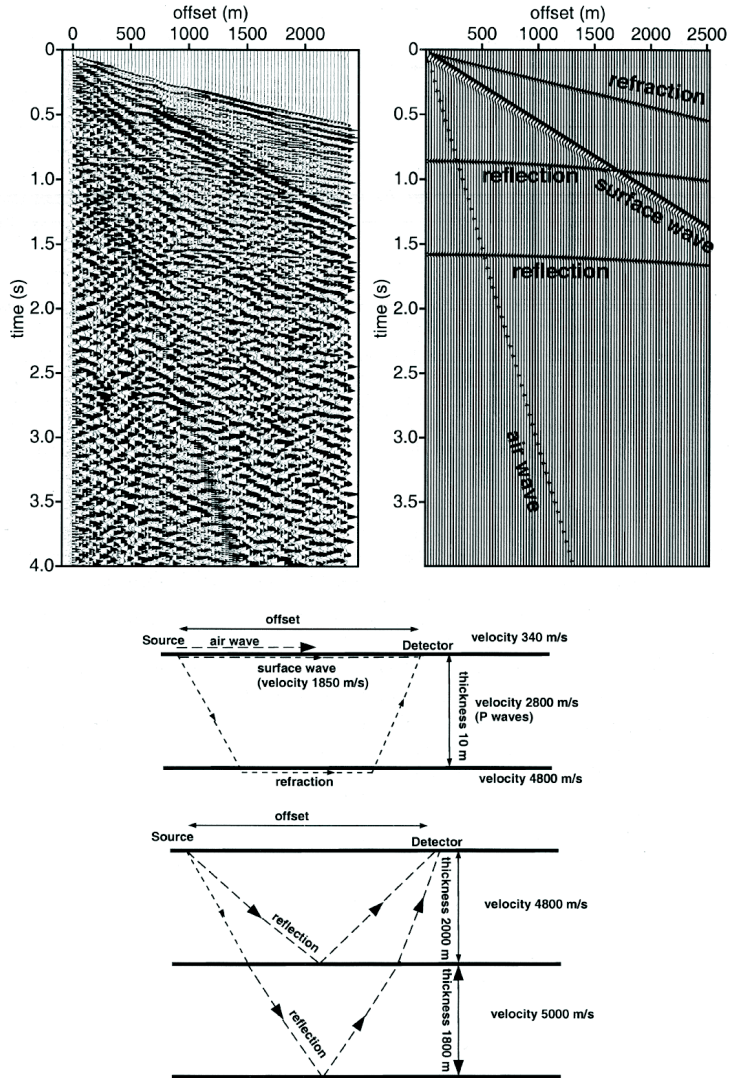 offset (m)
0 500 1000 1500 2000
0
0.5
1.0
1.5
2.0
2.5
3.0
3.5
4.0
time (s)
offset (m)
500 1000 1500 2000 2500
0
0.5
1.0
1.5
2.0
2.5
3.0
3.5
time (s)
refraction
reflection
surface wave
reflection
air wave
offset
Source
air wave
Detector
velocity 340 m/s
surface wave
(velocity 1850 m/s)
thickness 10 m
velocity 2800 m/s
(P waves)
refraction
velocity 4800 m/s
offset
Source
Detector
reflection
thickness 2000 m
velocity 4800 m/s
reflection
thickness 1800 m
velocity 5000 m/s